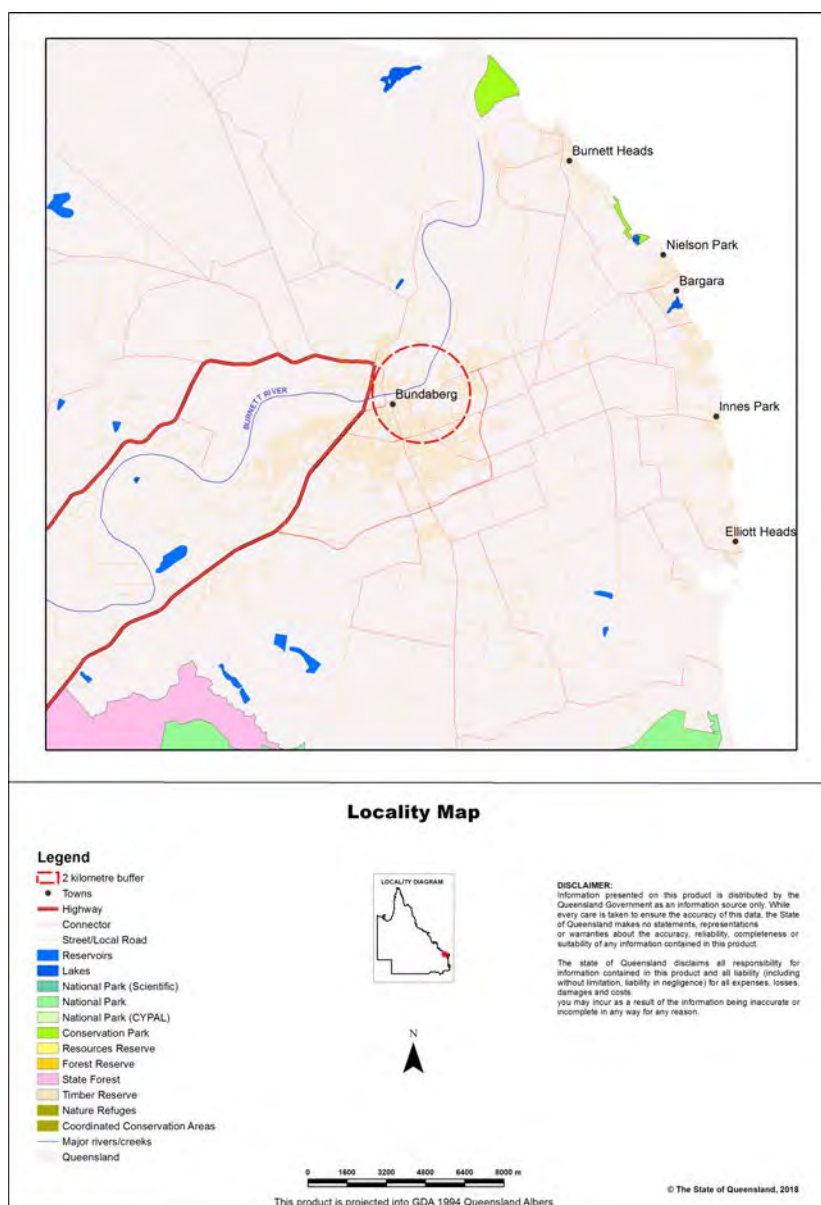 Burnett Heads
Nielson Park
Bargara
BURNETT RIVER
Bundaberg
Innes Park
Elliott Heads
Locality Map
Legend
2 kilometre buffer
Towns
Highway
Connector
Street/Local Road
Reservoirs
Lakes
National Park (Scientific)
National Park
National Park (CYPAL)
Conservation Park
Resources Reserve
Forest Reserve
State Forest
Timber Reserve
Nature Refuges
Coordinated Conservation Areas
Major rivers/creeks
Queensland
LOCALITY DIAGRAM
N
0 1600 3200 4800 6400 8000 m
This product is projected into GDA 1994 Queensland Albers
DISCLAIMER:
Information presented on this product is distributed by the
Queensland Government as an information source only. While
every care is taken to ensure the accuracy of this data, the State
of Queensland makes no statements, representations
or warranties about the accuracy, reliability, completeness or
suitability of any information contained in this product.
The state of Queensland disclaims all responsibility for
information contained in this product and all liability (including
without limitation, liability in negligence) for all expenses, losses,
damages and costs.
you may incur as a result of the information being inaccurate or
incomplete in any way for any reason.
© The State of Queensland, 2018